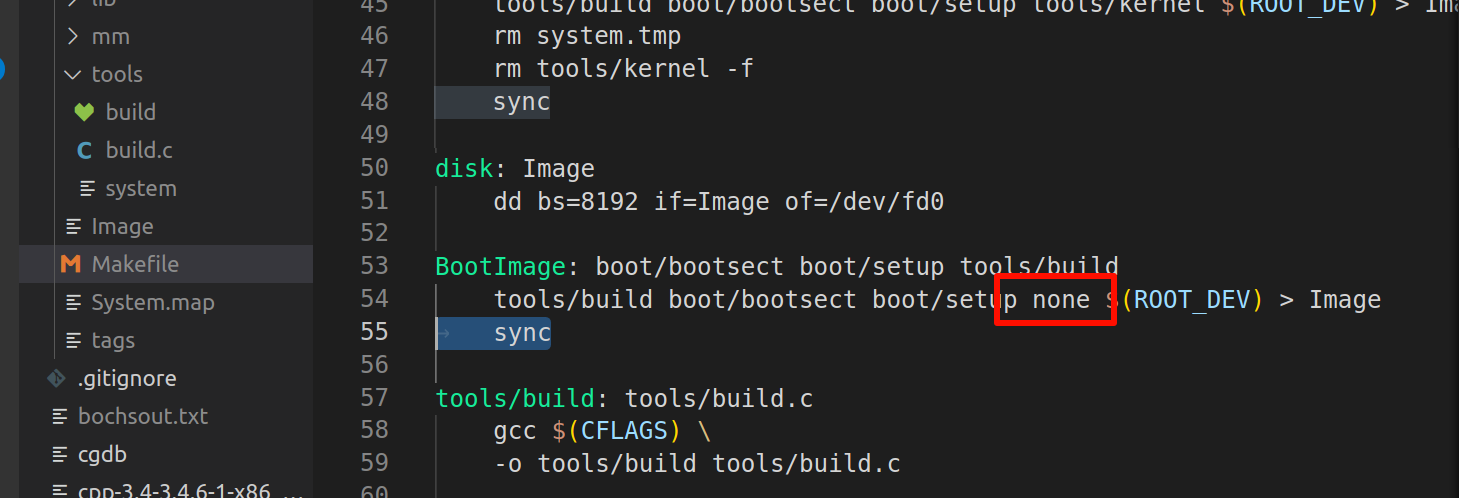 lib
mm
tools
build
build.c
system
Image
Makefile
System.map
tags
.gitignore
bochsout.txt
cgdb
cpp-3.4-3.4.6-1-x86_...
45 tools/build boot/bootsect boot/setup tools/kernel $(ROOT_DEV) > Ima
46 rm system.tmp
47 rm tools/kernel -f
48 sync
49
50 disk: Image
51 dd bs=8192 if=Image of=/dev/fd0
52
53 BootImage: boot/bootsect boot/setup tools/build
54 tools/build boot/bootsect boot/setup none $(ROOT_DEV) > Image
55 → sync
56
57 tools/build: tools/build.c
58 gcc $(CFLAGS) \
59 -o tools/build tools/build.c
60